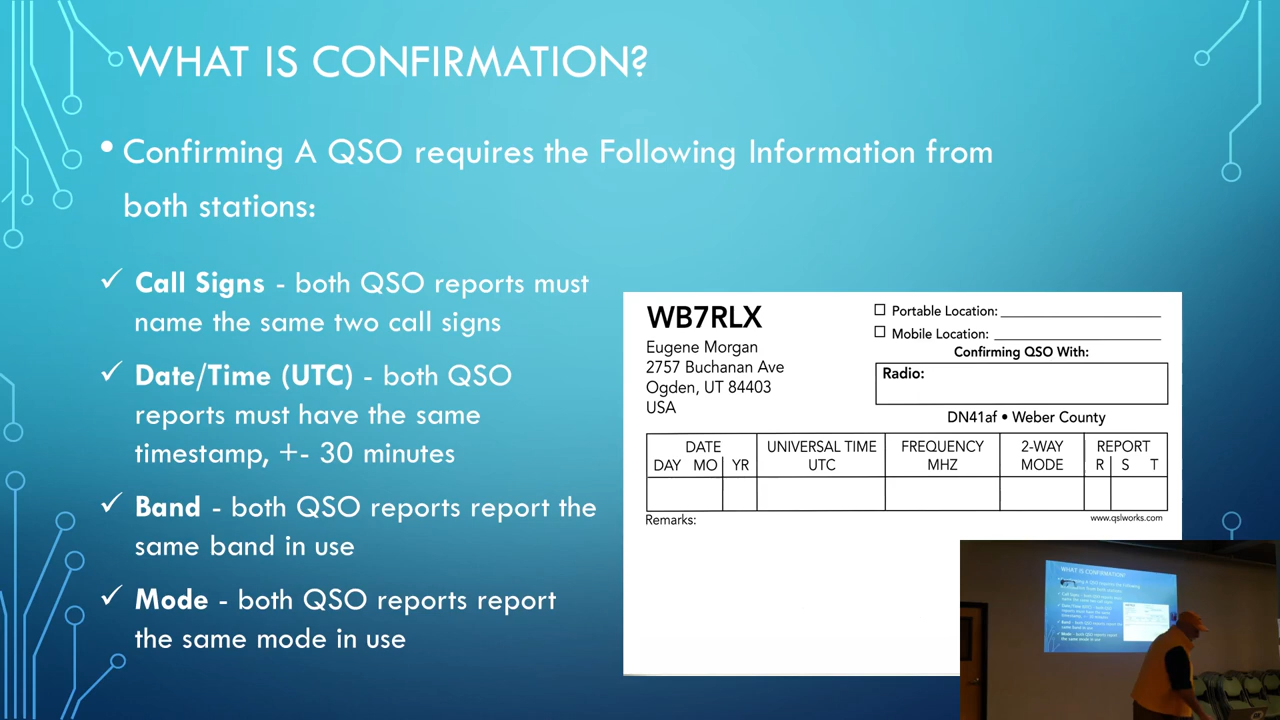 WHAT IS CONFIRMATION?
• Confirming A QSO requires the Following Information from
both stations:
✓ Call Signs - both QSO reports must
name the same two call signs
✓ Date/Time (UTC) - both QSO
reports must have the same
timestamp, +- 30 minutes
✓ Band - both QSO reports report the
same band in use
✓ Mode - both QSO reports report
the same mode in use
WB7RLX
Eugene Morgan
2757 Buchanan Ave
Ogden, UT 84403
USA
Portable Location:
Mobile Location:
Confirming QSO With:
Radio:
DN41af • Weber County
DATE
DAY MO YR
UNIVERSAL TIME
UTC
FREQUENCY
MHZ
2-WAY
MODE
REPORT
R S T
Remarks:
www.qslworks.com
WHAT IS CONFIRMATION?